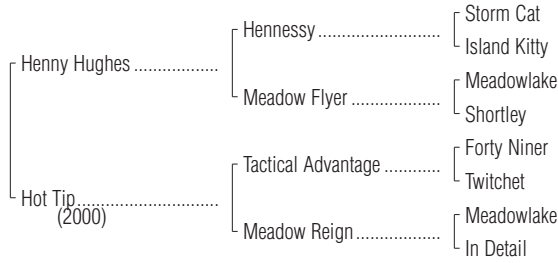 Storm Cat
Hennessy
Island Kitty
Henny Hughes
Meadowlake
Meadow Flyer
Shortley
Forty Niner
Tactical Advantage
Twitchet
Hot Tip
(2000)
Meadowlake
Meadow Reign
In Detail